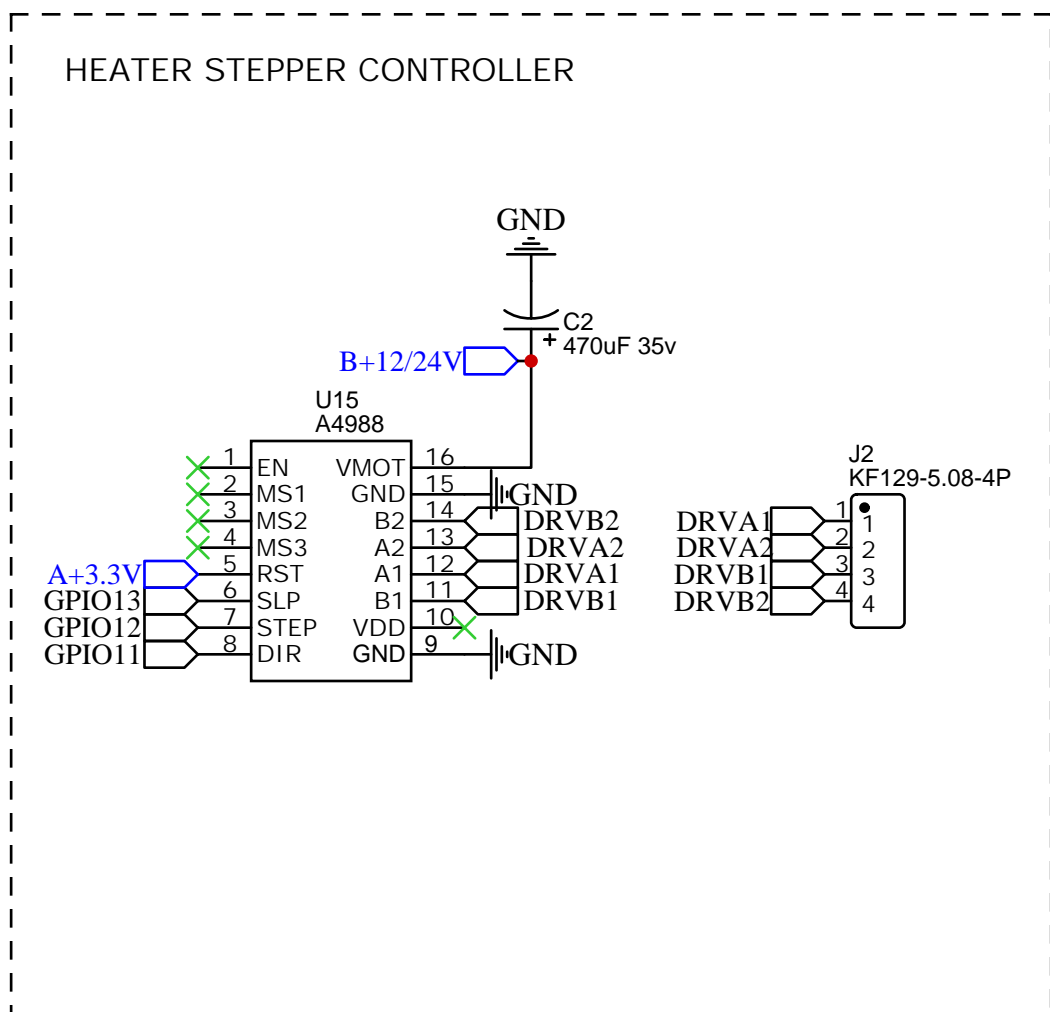 HEATER STEPPER CONTROLLER
GND
C2
470uF 35v
B+12/24V
U15
A4988
1 EN VMOT 16
2 MS1 GND 15 GND
3 MS2 B2 14 DRVB2
4 MS3 A2 13 DRVA2
A+3.3V 5 RST A1 12 DRVA1
GPIO13 6 SLP B1 11 DRVB1
GPIO12 7 STEP VDD 10
GPIO11 8 DIR GND 9 GND
J2
KF129-5.08-4P
DRVA1 1 1
DRVA2 2 2
DRVB1 3 3
DRVB2 4 4